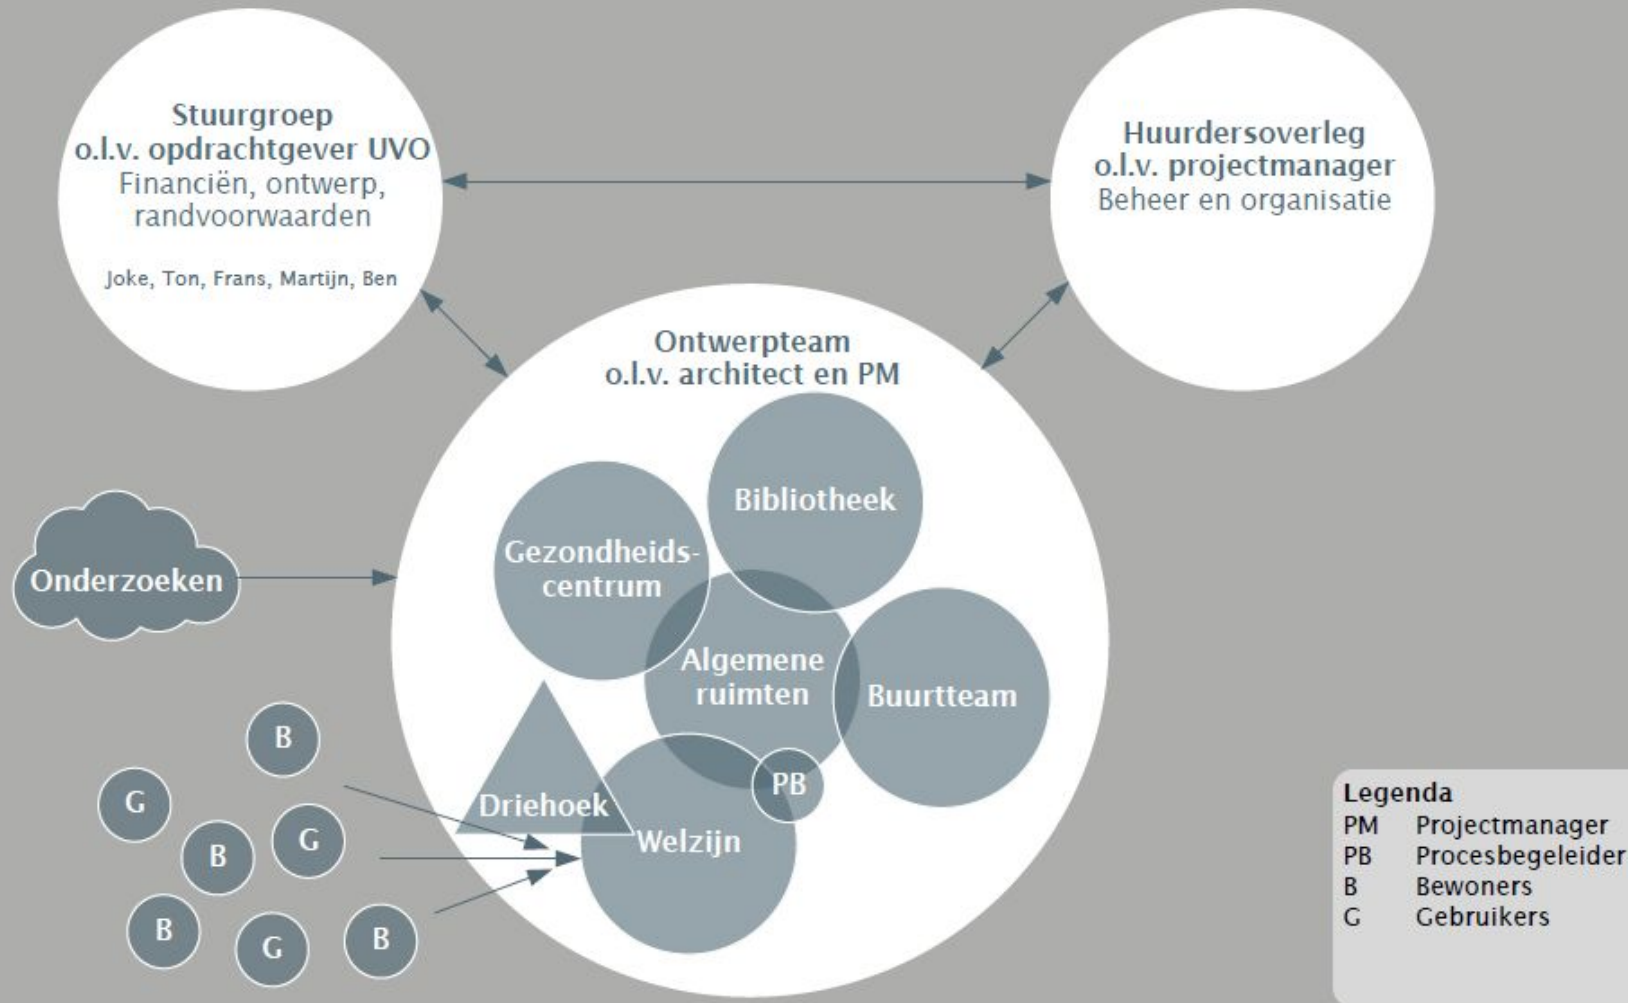 Stuurgroep
o.l.v. opdrachtgever UVO
Financiën, ontwerp,
randvoorwaarden
Joke, Ton, Frans, Martijn, Ben
Huurdersoverleg
o.l.v. projectmanager
Beheer en organisatie
Ontwerpteam
o.l.v. architect en PM
Bibliotheek
Gezondheids-
centrum
Onderzoeken
Algemene
ruimten
Buurtteam
Driehoek
PB
Welzijn
B
G
B
G
B
G
B
Legenda
PM Projectmanager
PB Procesbegeleider
B Bewoners
G Gebruikers